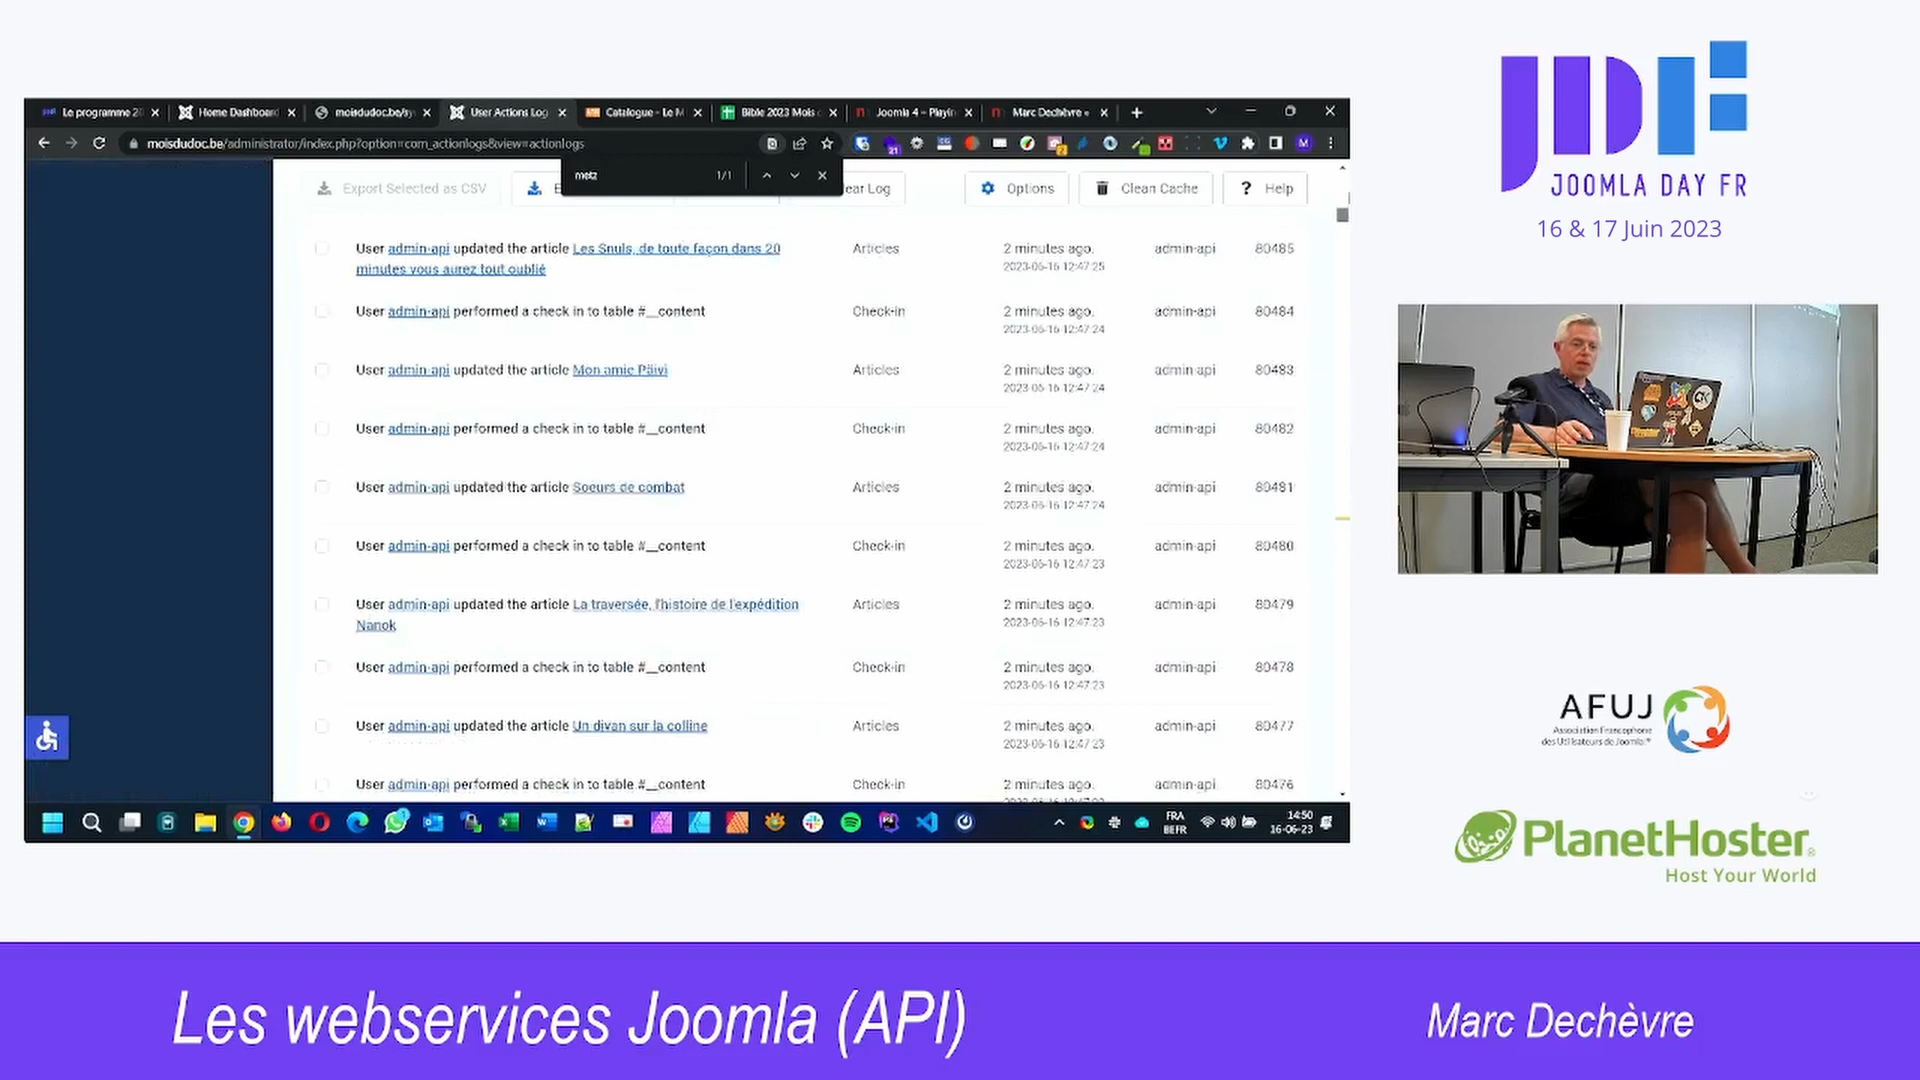 Le programme 2
Home Dashboard
moisdudoc.be/sy
User Actions Log
Catalogue - Le M
Bible 2023 Mois
Joomla 4 – Playin
Marc Dechèvre
moisdudoc.be/administrator/index.php?option=com_actionlogs&view=actionlogs
metz 1/1
Export Selected as CSV
ear Log
Options
Clean Cache
? Help
User admin-api updated the article Les Snuls, de toute façon dans 20 Articles 2 minutes ago. admin-api 80485
minutes vous aurez tout oublié 2023-06-16 12:47:25
User admin-api performed a check in to table #__content Check-in 2 minutes ago. admin-api 80484
2023-06-16 12:47:24
User admin-api updated the article Mon amie Päivi Articles 2 minutes ago. admin-api 80483
2023-06-16 12:47:24
User admin-api performed a check in to table #__content Check-in 2 minutes ago. admin-api 80482
2023-06-16 12:47:24
User admin-api updated the article Soeurs de combat Articles 2 minutes ago. admin-api 80481
2023-06-16 12:47:24
User admin-api performed a check in to table #__content Check-in 2 minutes ago. admin-api 80480
2023-06-16 12:47:23
User admin-api updated the article La traversée, l'histoire de l'expédition Articles 2 minutes ago. admin-api 80479
Nanok 2023-06-16 12:47:23
User admin-api performed a check in to table #__content Check-in 2 minutes ago. admin-api 80478
2023-06-16 12:47:23
User admin-api updated the article Un divan sur la colline Articles 2 minutes ago. admin-api 80477
2023-06-16 12:47:23
User admin-api performed a check in to table #__content Check-in 2 minutes ago. admin-api 80476
FRA 14:50
BEFR 16-06-23
JDF
JOOMLA DAY FR
16 & 17 Juin 2023
AFUJ
Association Francophone
des Utilisateurs de Joomla!®
PlanetHoster®
Host Your World
Les webservices Joomla (API)
Marc Dechèvre